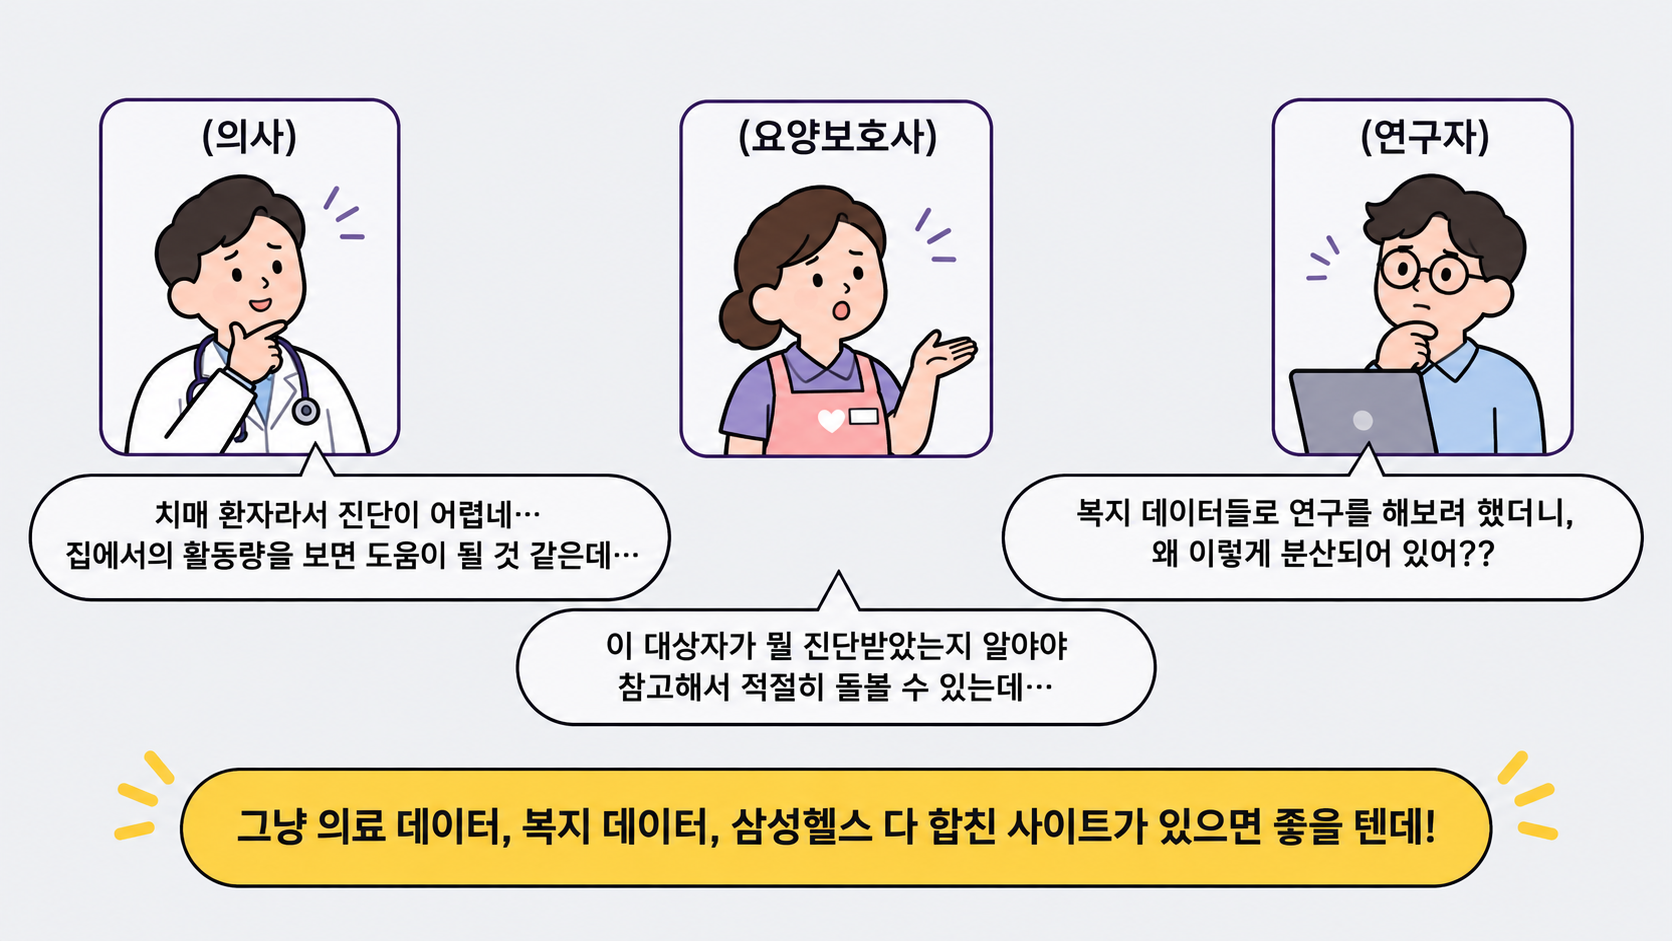 (의사)
(요양보호사)
(연구자)
치매 환자라서 진단이 어렵네…
집에서의 활동량을 보면 도움이 될 것 같은데…
복지 데이터들로 연구를 해보려 했더니,
왜 이렇게 분산되어 있어??
이 대상자가 뭘 진단받았는지 알야야
참고해서 적절히 돌볼 수 있는데…
그냥 의료 데이터, 복지 데이터, 삼성헬스 다 합친 사이트가 있으면 좋을 텐데!